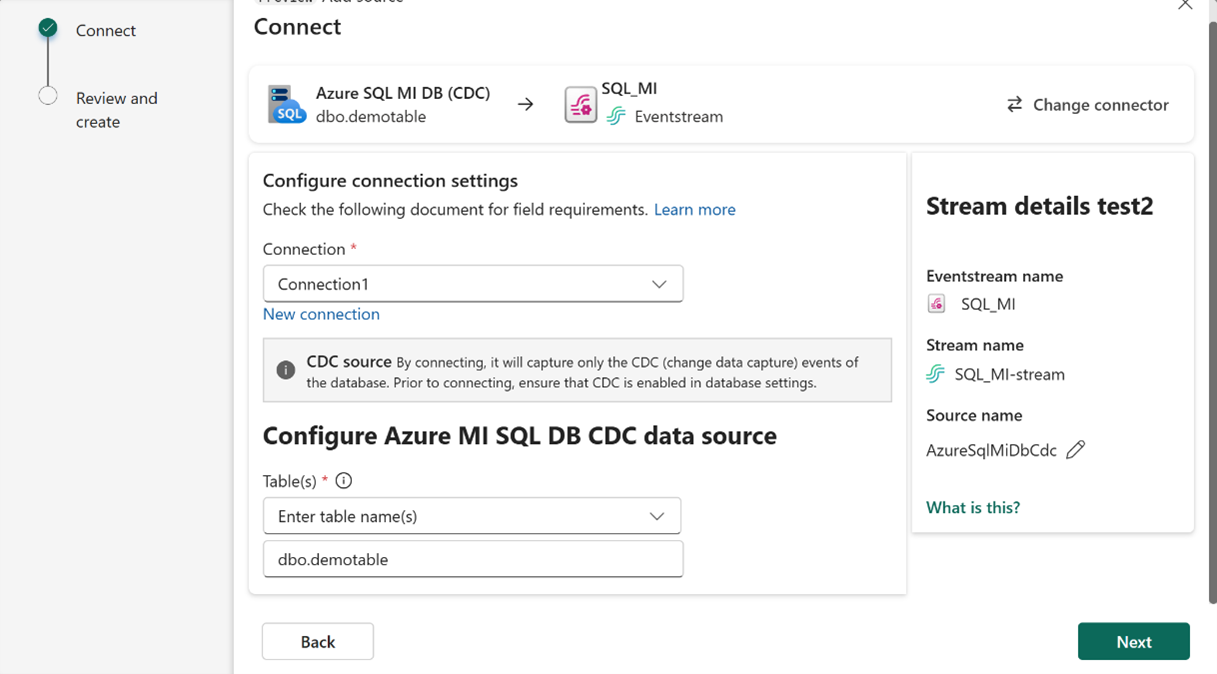 Connect
Review and
create
Preview Add source
Connect
SQL
Azure SQL MI DB (CDC)
dbo.demotable
SQL_MI
Eventstream
Change connector
Configure connection settings
Check the following document for field requirements. Learn more
Connection *
Connection1
New connection
CDC source By connecting, it will capture only the CDC (change data capture) events of
the database. Prior to connecting, ensure that CDC is enabled in database settings.
Configure Azure MI SQL DB CDC data source
Table(s) *
Enter table name(s)
dbo.demotable
Stream details test2
Eventstream name
SQL_MI
Stream name
SQL_MI-stream
Source name
AzureSqlMiDbCdc
What is this?
Back
Next